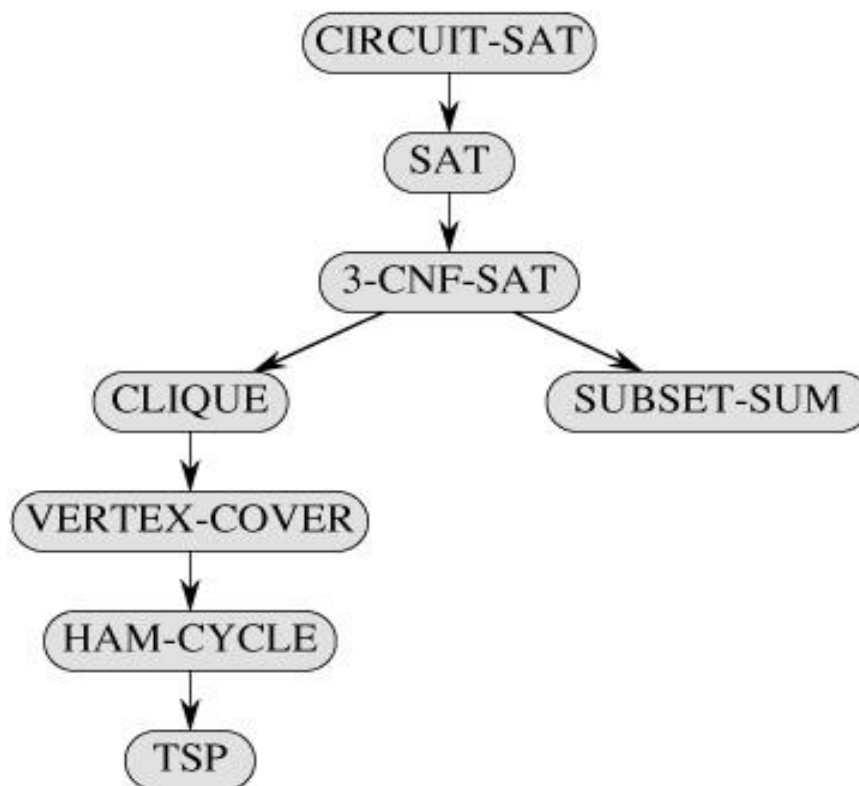 CIRCUIT-SAT
SAT
3-CNF-SAT
CLIQUE
SUBSET-SUM
VERTEX-COVER
HAM-CYCLE
TSP